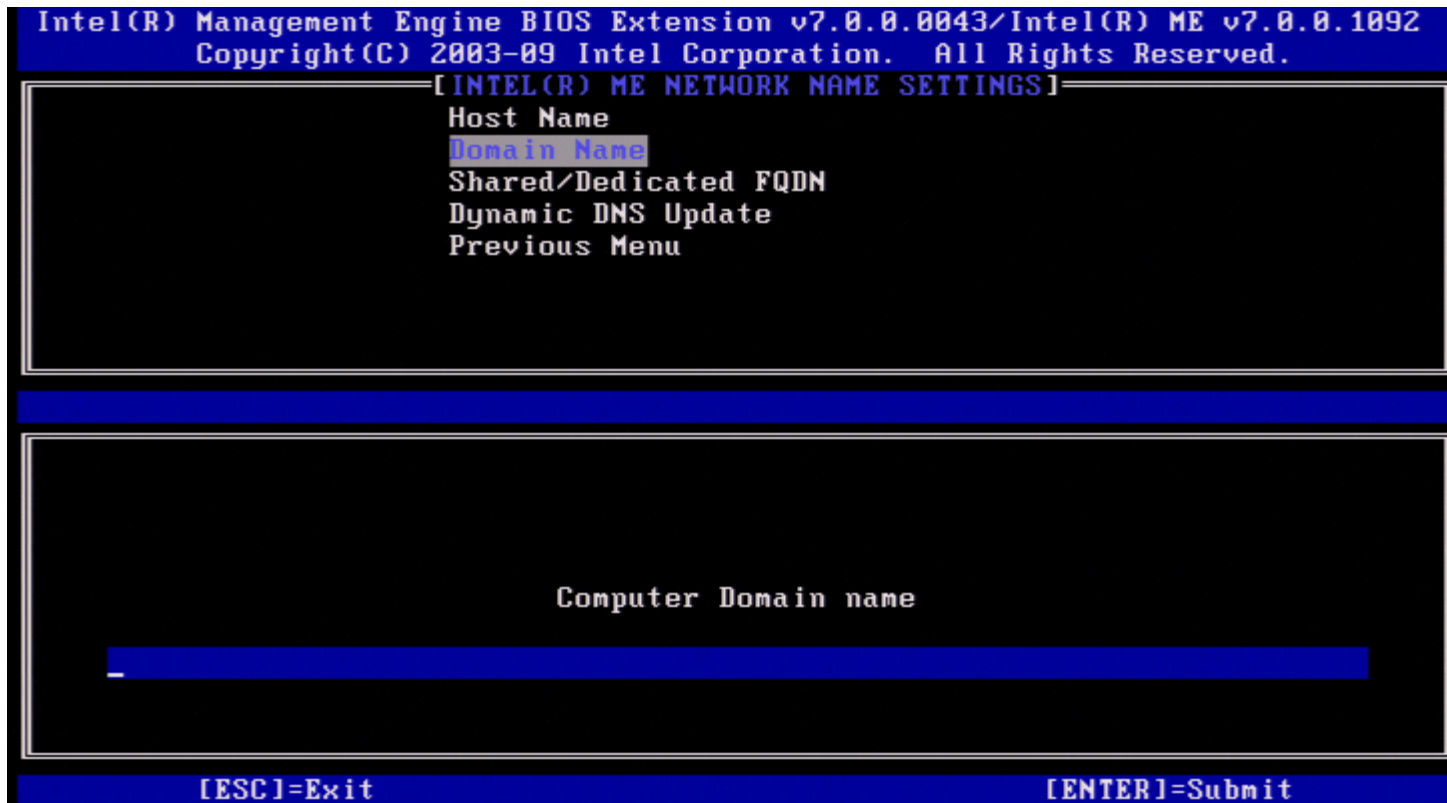 Intel(R) Management Engine BIOS Extension v7.0.0.0043/Intel(R) ME v7.0.0.1092
Copyright(C) 2003-09 Intel Corporation. All Rights Reserved.
[INTEL(R) ME NETWORK NAME SETTINGS]
Host Name
Domain Name
Shared/Dedicated FQDN
Dynamic DNS Update
Previous Menu
Computer Domain name
[ESC]=Exit [ENTER]=Submit